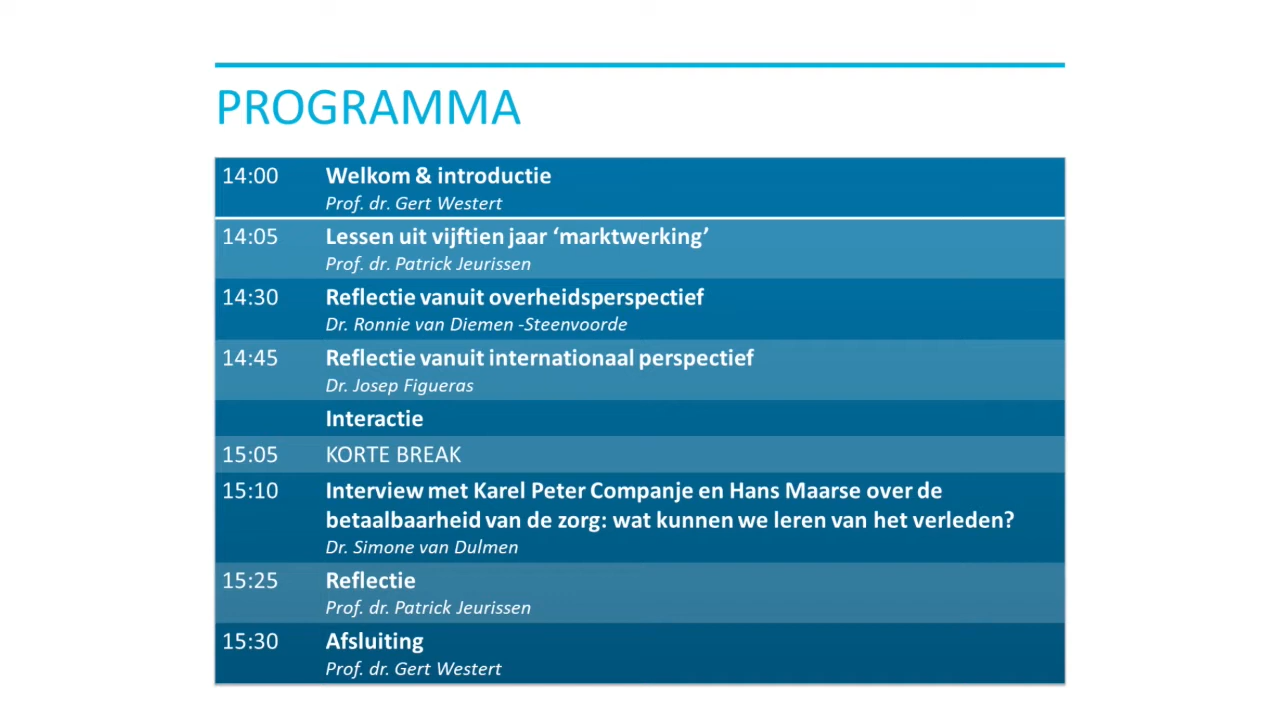 PROGRAMMA
14:00 Welkom & introductie
Prof. dr. Gert Westert
14:05 Lessen uit vijftien jaar ‘marktwerking’
Prof. dr. Patrick Jeurissen
14:30 Reflectie vanuit overheidsperspectief
Dr. Ronnie van Diemen -Steenvoorde
14:45 Reflectie vanuit internationaal perspectief
Dr. Josep Figueras
Interactie
15:05 KORTE BREAK
15:10 Interview met Karel Peter Companje en Hans Maarse over de
betaalbaarheid van de zorg: wat kunnen we leren van het verleden?
Dr. Simone van Dulmen
15:25 Reflectie
Prof. dr. Patrick Jeurissen
15:30 Afsluiting
Prof. dr. Gert Westert